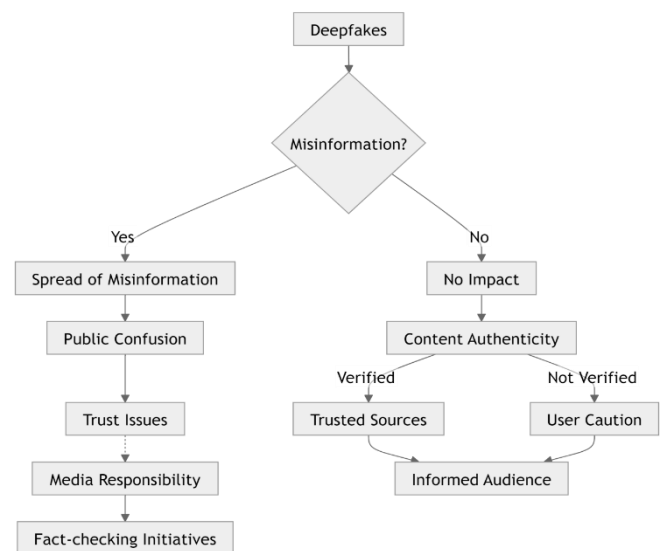 Deepfakes
Misinformation?
Yes
No
Spread of Misinformation
No Impact
Public Confusion
Content Authenticity
Verified
Not Verified
Trust Issues
Trusted Sources
User Caution
Media Responsibility
Informed Audience
Fact-checking Initiatives